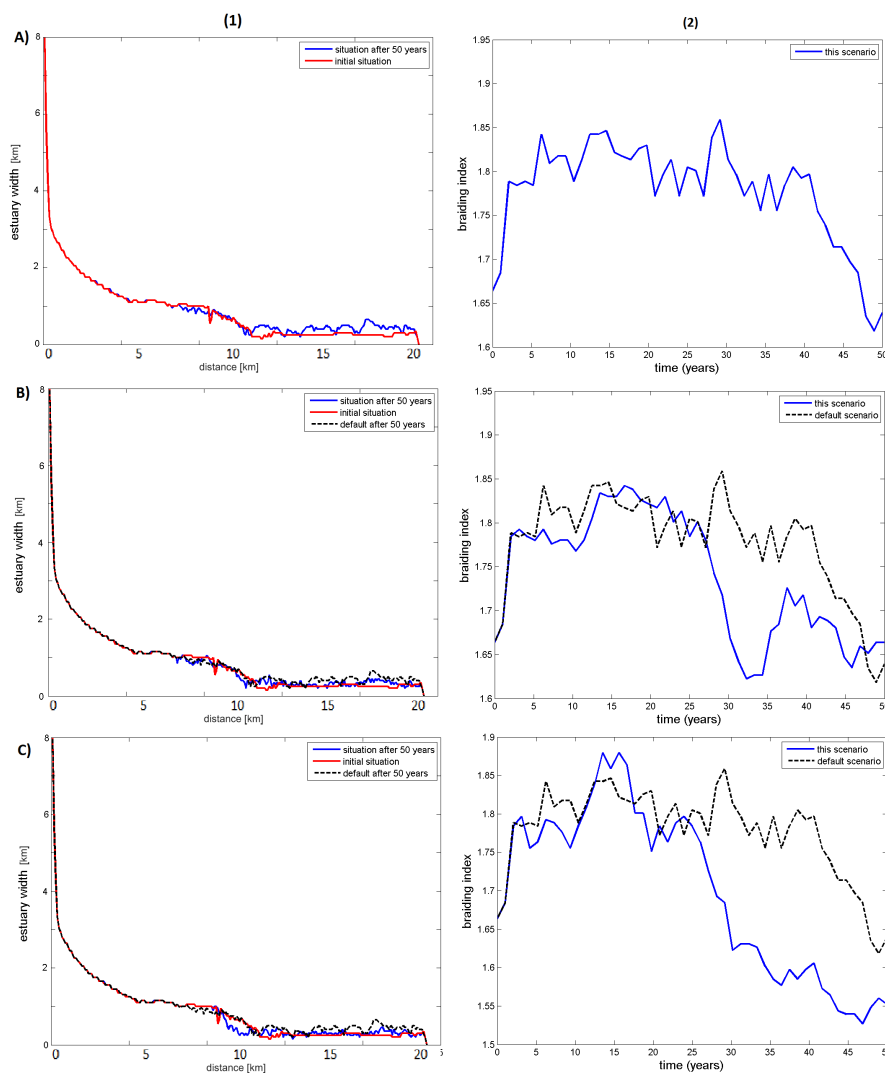 (1)
(2)
A)
situation after 50 years
initial situation
8
6
4
2
0
estuary width [km]
0 5 10 15 20
distance [km]
this scenario
1.95
1.9
1.85
1.8
1.75
1.7
1.65
1.6
braiding index
0 5 10 15 20 25 30 35 40 45 50
time (years)
B)
situation after 50 years
initial situation
default after 50 years
8
6
4
2
0
estuary width [km]
0 5 10 15 20
distance [km]
this scenario
default scenario
1.95
1.9
1.85
1.8
1.75
1.7
1.65
1.6
braiding index
0 5 10 15 20 25 30 35 40 45 50
time (years)
C)
situation after 50 years
initial situation
default after 50 years
8
6
4
2
0
estuary width [km]
0 5 10 15 20 5
distance [km]
this scenario
default scenario
1.9
1.85
1.8
1.75
1.7
1.65
1.6
1.55
1.5
braiding index
0 5 10 15 20 25 30 35 40 45 50
time (years)